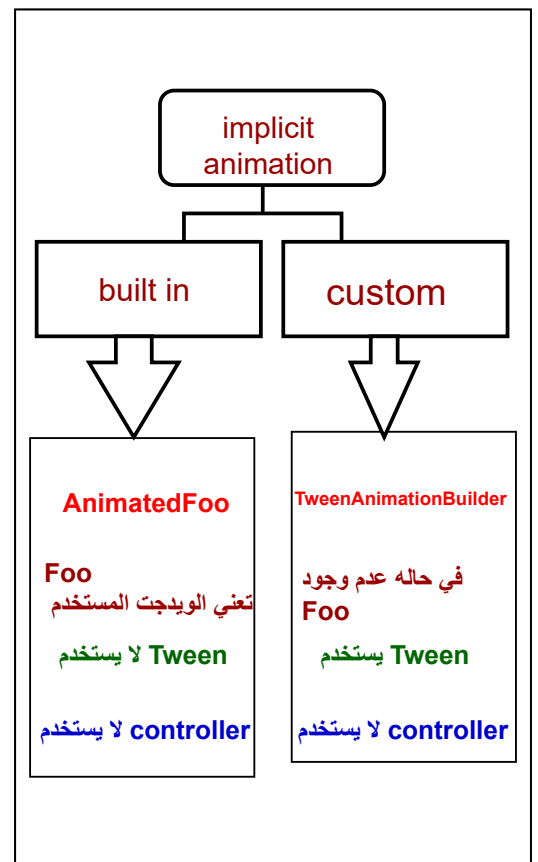 implicit
animation
built in
custom
AnimatedFoo
Foo
تعني الويدجت المستخدم
لا يستخدم Tween
لا يستخدم controller
TweenAnimationBuilder
في حاله عدم وجود
Foo
يستخدم Tween
لا يستخدم controller